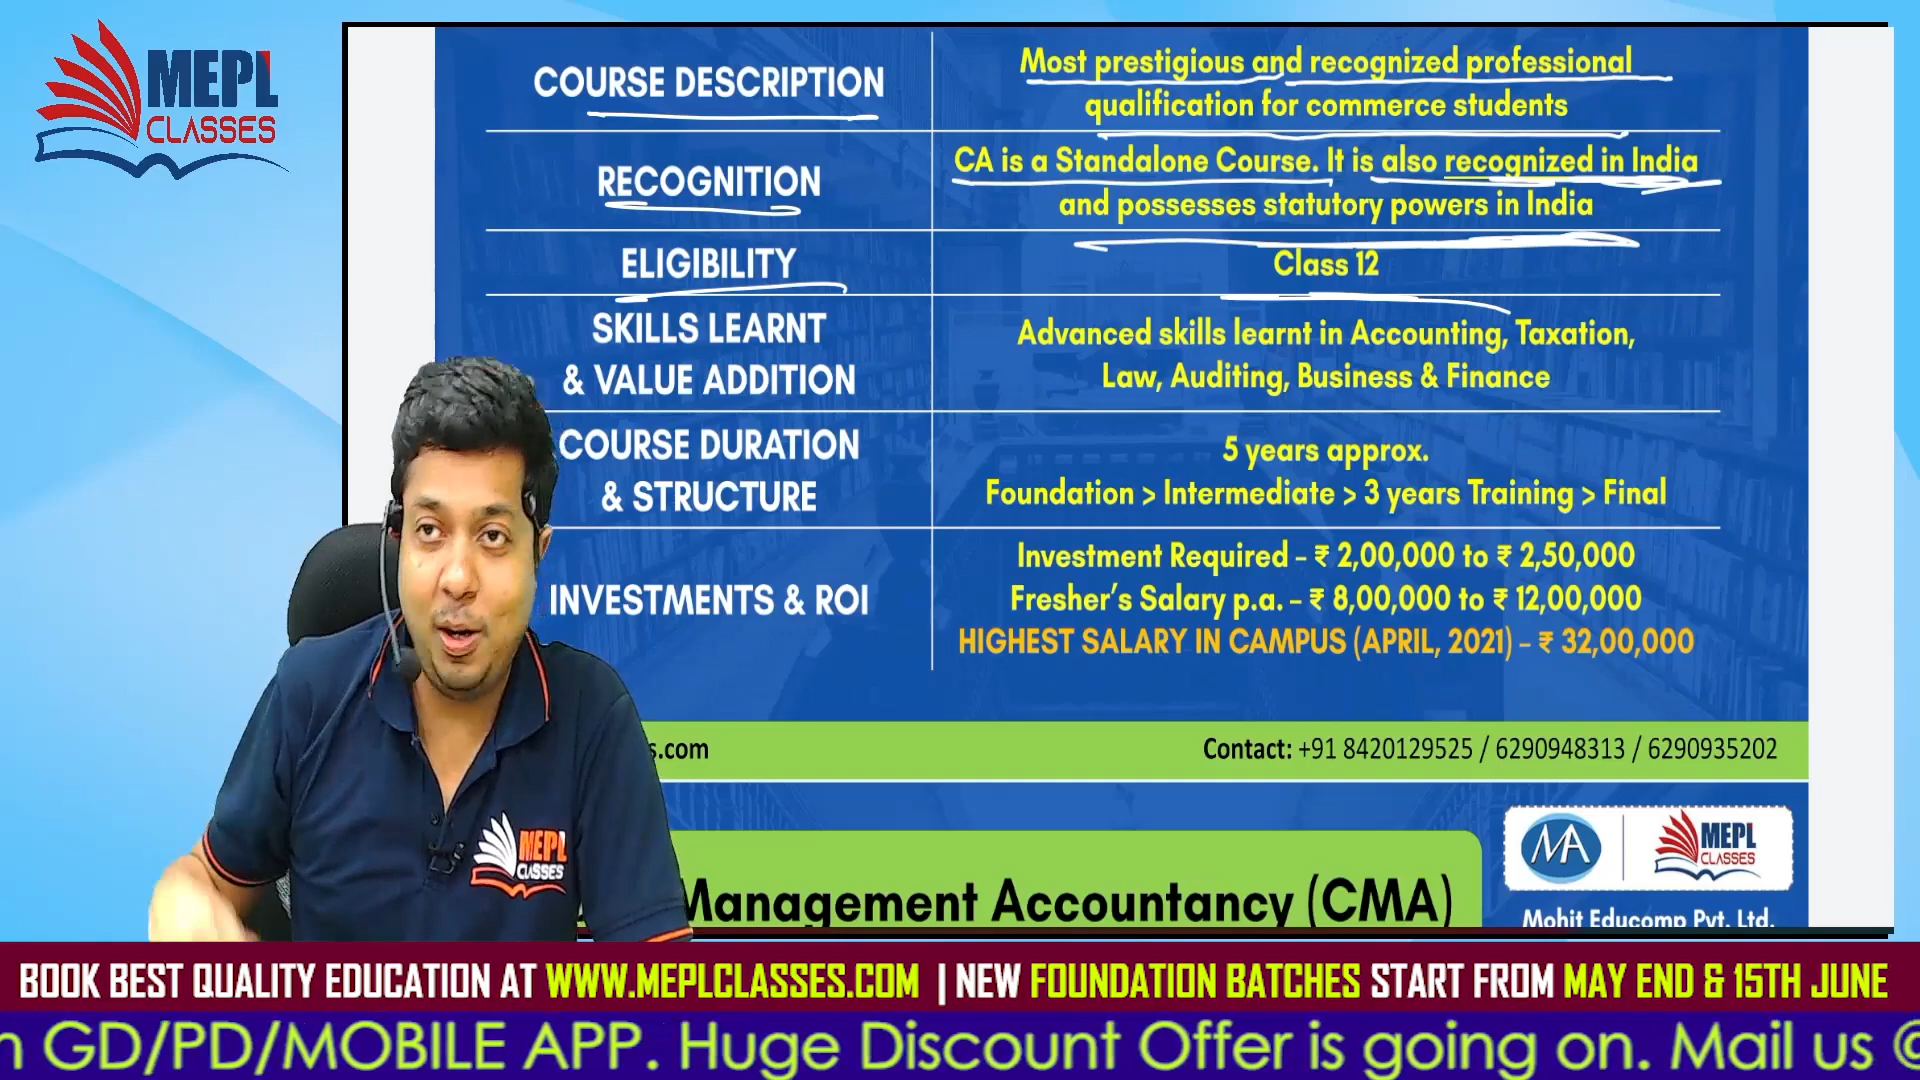 MEPL
CLASSES
COURSE DESCRIPTION
Most prestigious and recognized professional
qualification for commerce students
RECOGNITION
CA is a Standalone Course. It is also recognized in India
and possesses statutory powers in India
ELIGIBILITY
Class 12
SKILLS LEARNT
& VALUE ADDITION
Advanced skills learnt in Accounting, Taxation,
Law, Auditing, Business & Finance
COURSE DURATION
& STRUCTURE
5 years approx.
Foundation > Intermediate > 3 years Training > Final
INVESTMENTS & ROI
Investment Required – ₹ 2,00,000 to ₹ 2,50,000
Fresher's Salary p.a. – ₹ 8,00,000 to ₹ 12,00,000
HIGHEST SALARY IN CAMPUS (APRIL, 2021) – ₹ 32,00,000
s.com
Contact: +91 8420129525 / 6290948313 / 6290935202
MEPL
CLASSES
Management Accountancy (CMA)
MA
MEPL
CLASSES
Mohit Educomp Pvt. Ltd.
BOOK BEST QUALITY EDUCATION AT WWW.MEPLCLASSES.COM | NEW FOUNDATION BATCHES START FROM MAY END & 15TH JUNE
n GD/PD/MOBILE APP. Huge Discount Offer is going on. Mail us @